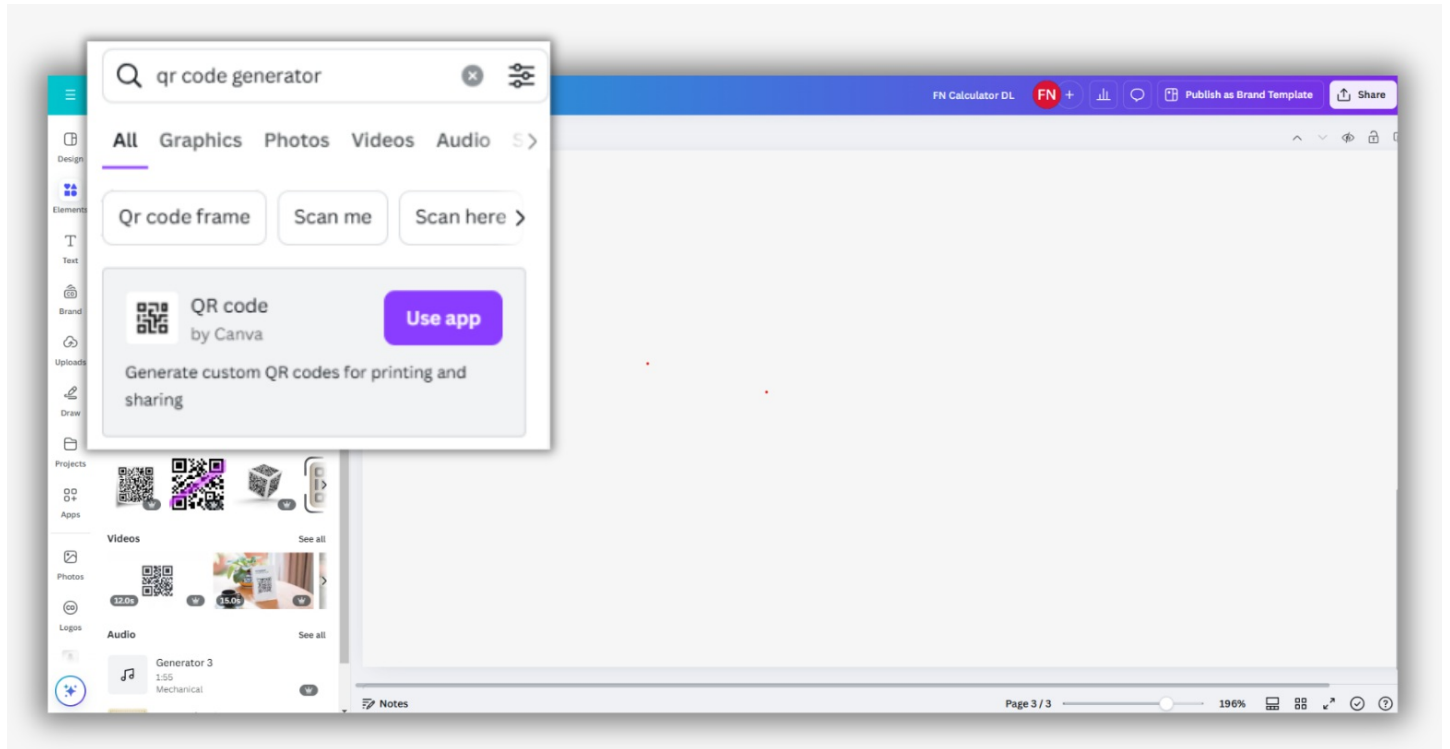 qr code generator
All Graphics Photos Videos Audio
Qr code frame Scan me Scan here
QR code
by Canva
Use app
Generate custom QR codes for printing and
sharing
FN Calculator DL FN + Publish as Brand Template Share
Design
Elements
Text
Brand
Uploads
Draw
Projects
Apps
Photos
Logos
Videos See all
12.0s 15.0s
Audio See all
Generator 3
1:55
Mechanical
Notes Page 3 / 3 196%